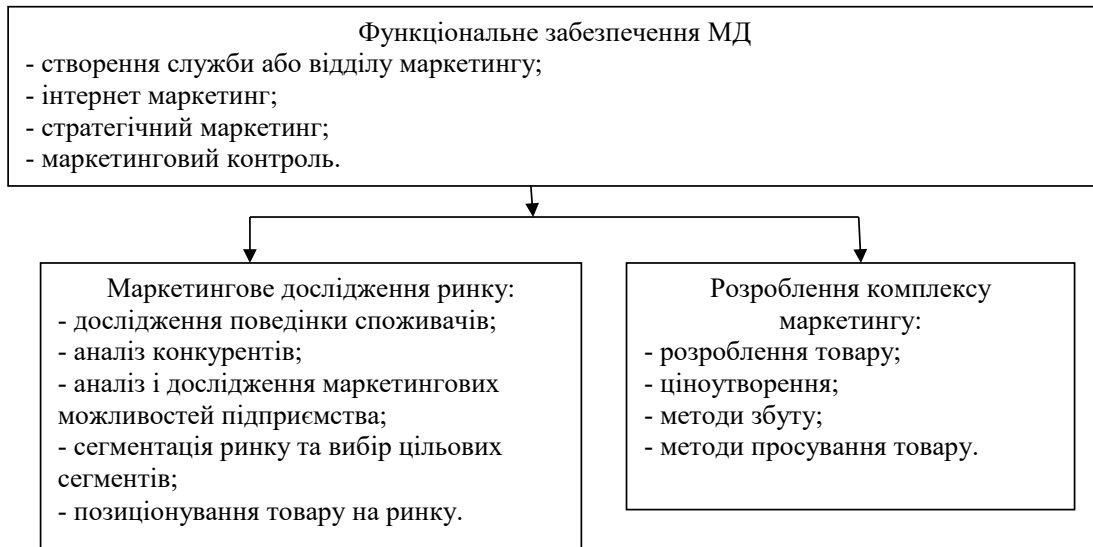 Функціональне забезпечення МД
- створення служби або відділу маркетингу;
- інтернет маркетинг;
- стратегічний маркетинг;
- маркетинговий контроль.
Маркетингове дослідження ринку:
- дослідження поведінки споживачів;
- аналіз конкурентів;
- аналіз і дослідження маркетингових
можливостей підприємства;
- сегментація ринку та вибір цільових
сегментів;
- позиціонування товару на ринку.
Розроблення комплексу
маркетингу:
- розроблення товару;
- ціноутворення;
- методи збуту;
- методи просування товару.